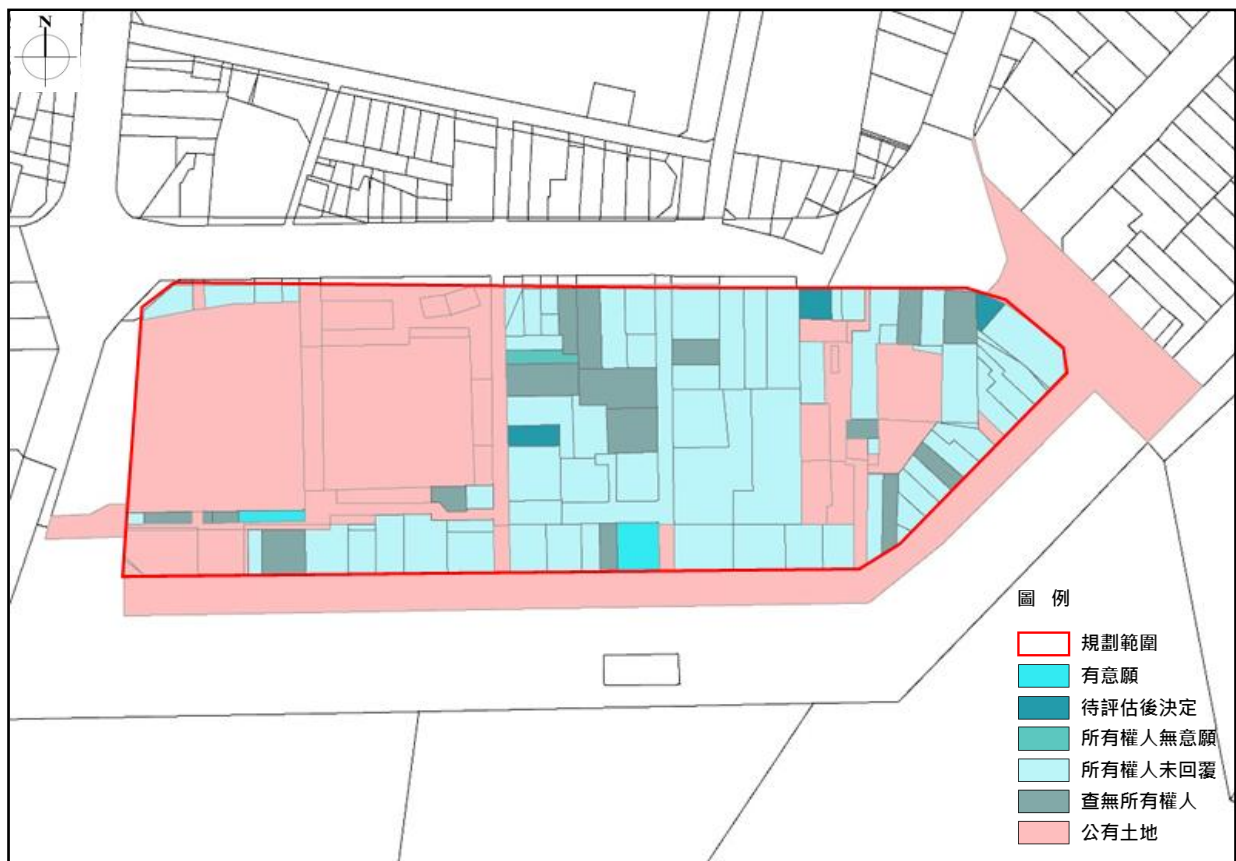 N
圖 例
規劃範圍
有意願
待評估後決定
所有權人無意願
所有權人未回覆
查無所有權人
公有土地